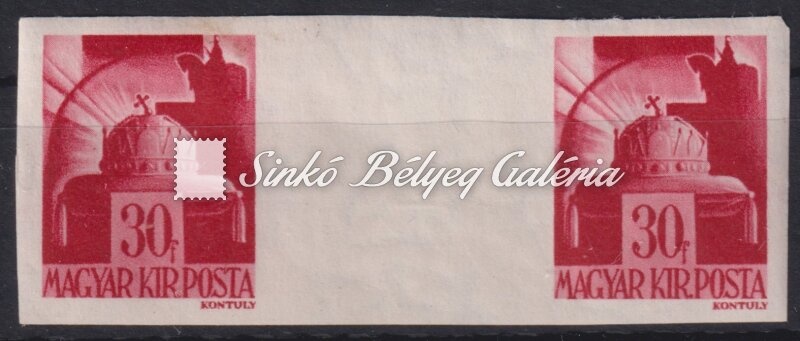 Sinkó Bélyeg Galéria
30f
MAGYAR KIR. POSTA
KONTULY
30f
MAGYAR KIR. POSTA
KONTULY